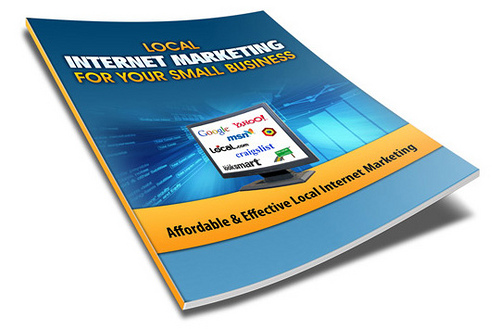 LOCAL
INTERNET MARKETING
FOR YOUR SMALL BUSINESS
Google YAHOO!
msn
Local.com
craigslist
looksmart
Affordable & Effective Local Internet Marketing